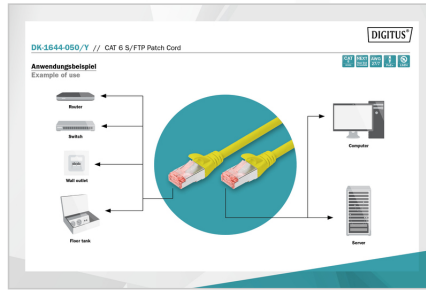 DIGITUS®
DK-1644-050/Y // CAT 6 S/FTP Patch Cord
Anwendungsbeispiel
Example of use
Router
Switch
Wall outlet
Floor tank
Computer
Server